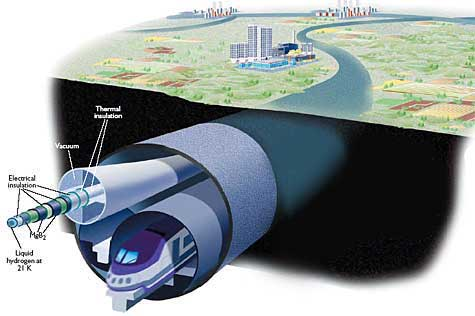 Thermal
insulation
Vacuum
Electrical
insulation
MgB2
Liquid
hydrogen at
21 K